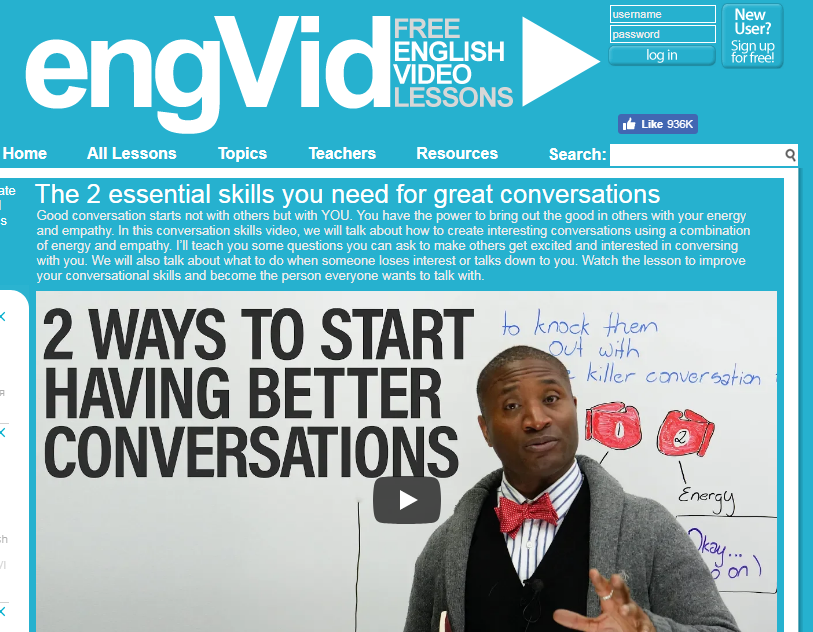 engVid
FREE
ENGLISH
VIDEO
LESSONS
username
password
log in
New
User?
Sign up
for free!
Like 936K
Home All Lessons Topics Teachers Resources Search:
The 2 essential skills you need for great conversations
Good conversation starts not with others but with YOU. You have the power to bring out the good in others with your energy
and empathy. In this conversation skills video, we will talk about how to create interesting conversations using a combination
of energy and empathy. I'll teach you some questions you can ask to make others get excited and interested in conversing
with you. We will also talk about what to do when someone loses interest or talks down to you. Watch the lesson to improve
your conversational skills and become the person everyone wants to talk with.
2 WAYS TO START
HAVING BETTER
CONVERSATIONS
to knock them
out with
killer conversation
1
2
Energy
Okay...
on)